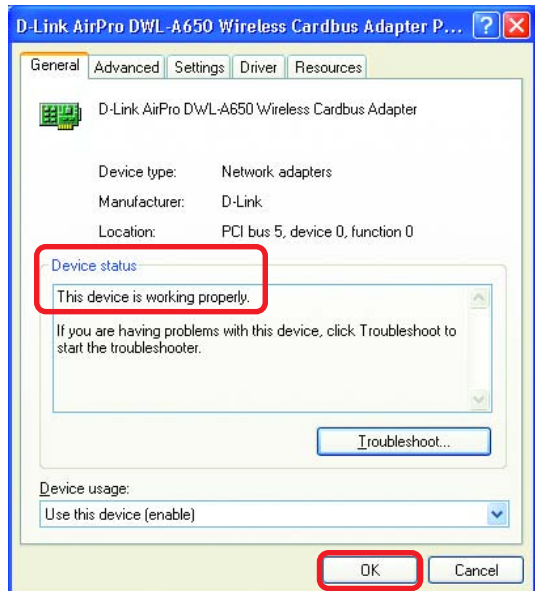 D-Link AirPro DWL-A650 Wireless Cardbus Adapter P...
General Advanced Settings Driver Resources
D-Link AirPro DWL-A650 Wireless Cardbus Adapter
Device type: Network adapters
Manufacturer: D-Link
Location: PCI bus 5, device 0, function 0
Device status
This device is working properly.
If you are having problems with this device, click Troubleshoot to
start the troubleshooter.
Troubleshoot...
Device usage:
Use this device (enable)
OK Cancel